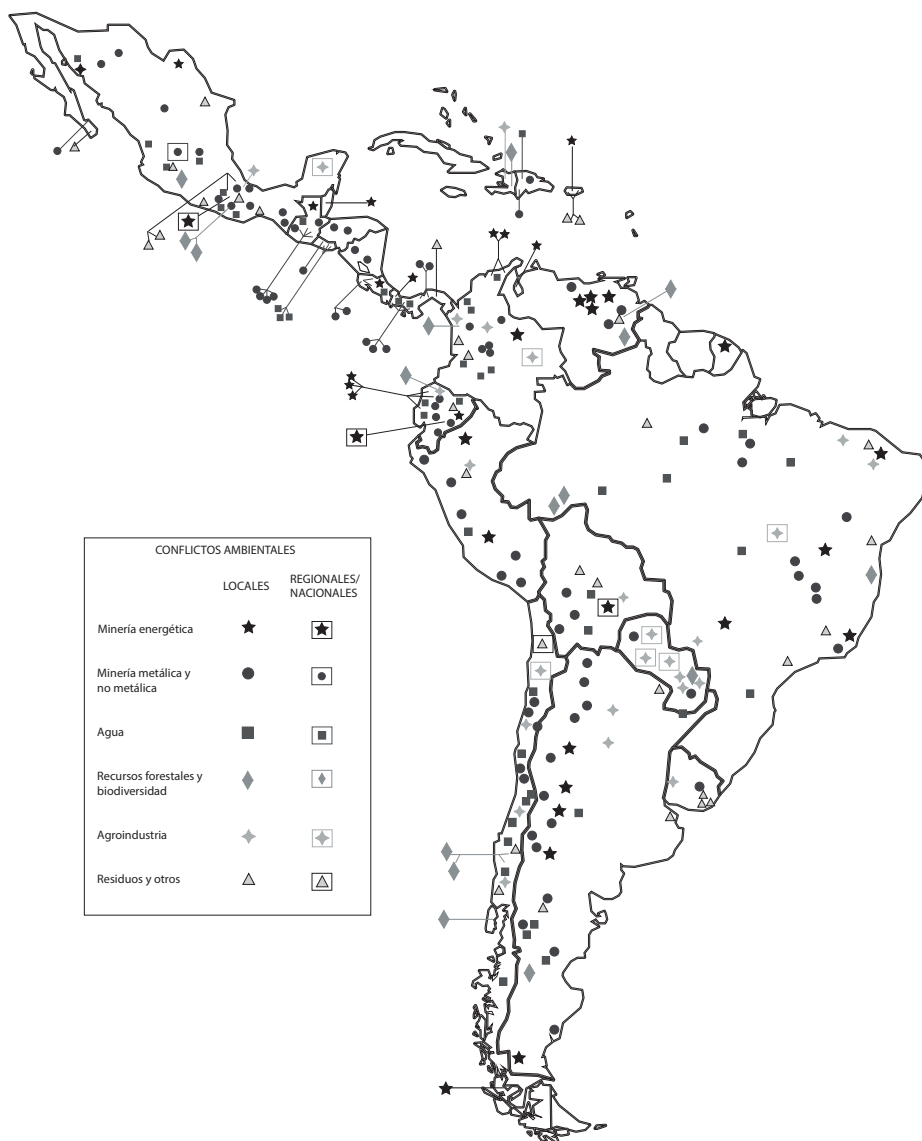 CONFLICTOS AMBIENTALES
LOCALES
REGIONALES/
NACIONALES
Minería energética
Minería metálica y
no metálica
Agua
Recursos forestales y
biodiversidad
Agroindustria
Residuos y otros